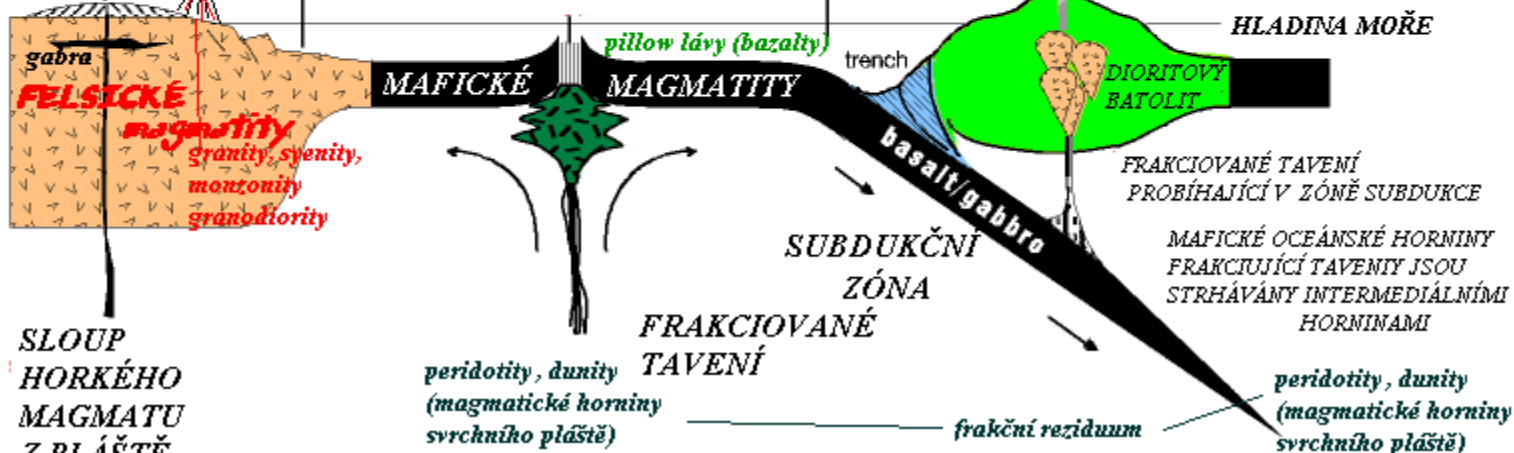 HLADINA MOŘE
gabra
FELSICKÉ
magmatity
granity, syenity,
monzonity
granodiority
MAFICKÉ
pillow lávy (bazalty)
MAGMATITY
trench
DIORITOVÝ
BATOLIT
basalt/gabbro
FRAKCIOVANÉ TAVENÍ
PROBÍHAJÍCÍ V ZÓNĚ SUBDUKCE
MAFICKÉ OCEÁNSKÉ HORNINY
FRAKCIUJÍCÍ TAVENIY JSOU
STRHÁVÁNY INTERMEDIÁLNÍMI
HORNINAMI
SUBDUKČNÍ
ZÓNA
SLOUP
HORKÉHO
MAGMATU
Z PLÁŠTĚ
FRAKCIOVANÉ
TAVENÍ
peridotity, dunity
(magmatické horniny
svrchního pláště)
frakční reziduum
peridotity, dunity
(magmatické horniny
svrchního pláště)